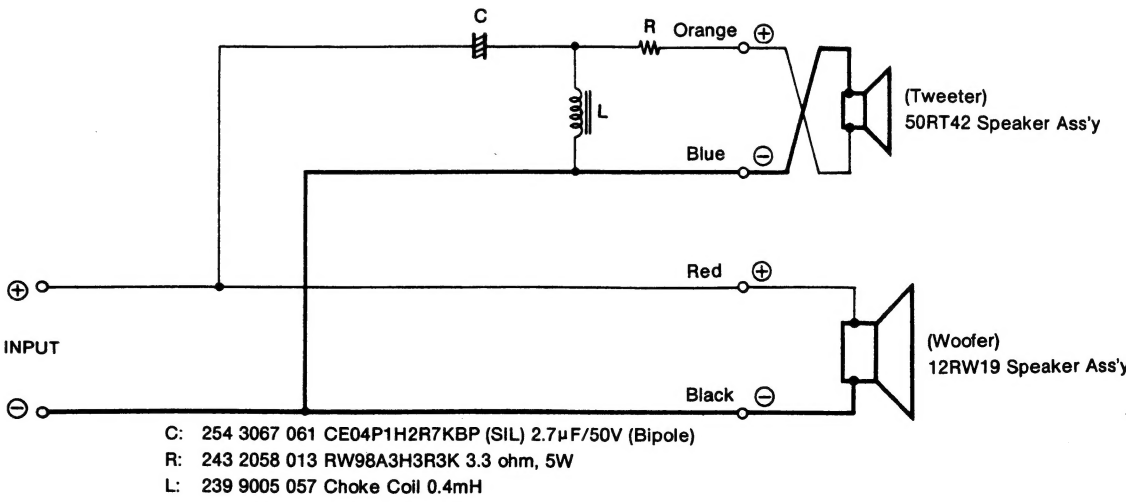 C
R
Orange ⊕
L
(Tweeter)
50RT42 Speaker Ass'y
Blue ⊖
Red ⊕
⊕
INPUT
(Woofer)
12RW19 Speaker Ass'y
Black ⊖
⊖
C: 254 3067 061 CE04P1H2R7KBP (SIL) 2.7μF/50V (Bipole)
R: 243 2058 013 RW98A3H3R3K 3.3 ohm, 5W
L: 239 9005 057 Choke Coil 0.4mH